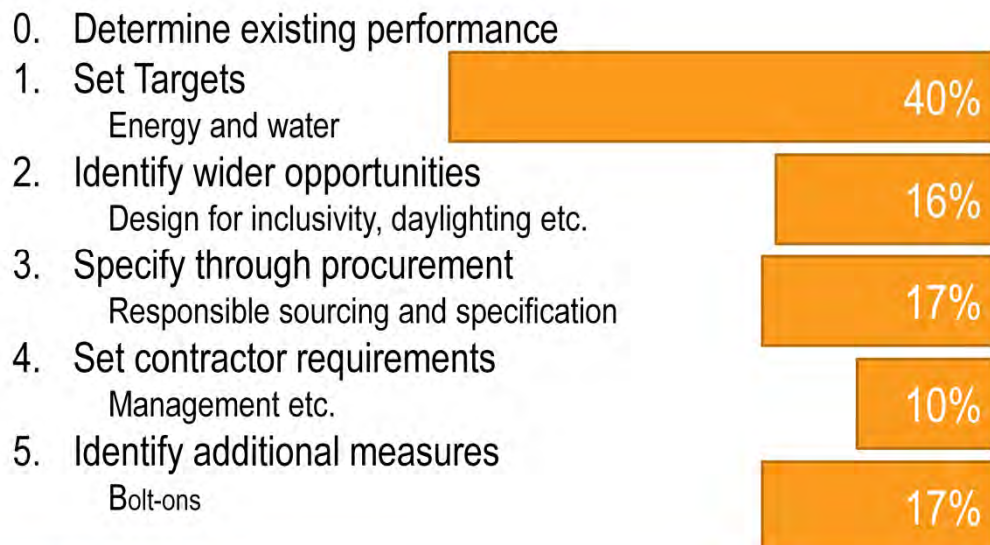 0. Determine existing performance
1. Set Targets
40%
Energy and water
2. Identify wider opportunities
16%
Design for inclusivity, daylighting etc.
3. Specify through procurement
17%
Responsible sourcing and specification
4. Set contractor requirements
10%
Management etc.
5. Identify additional measures
Bolt-ons
17%